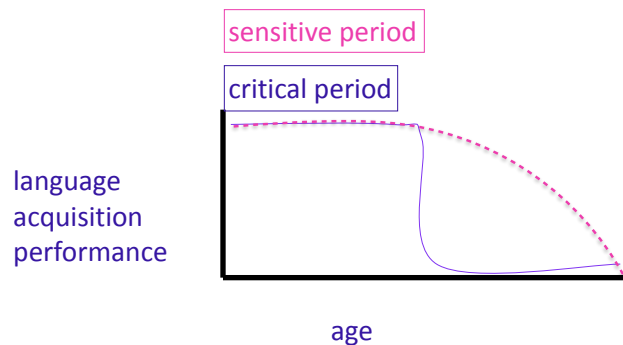 sensitive period
critical period
language
acquisition
performance
age